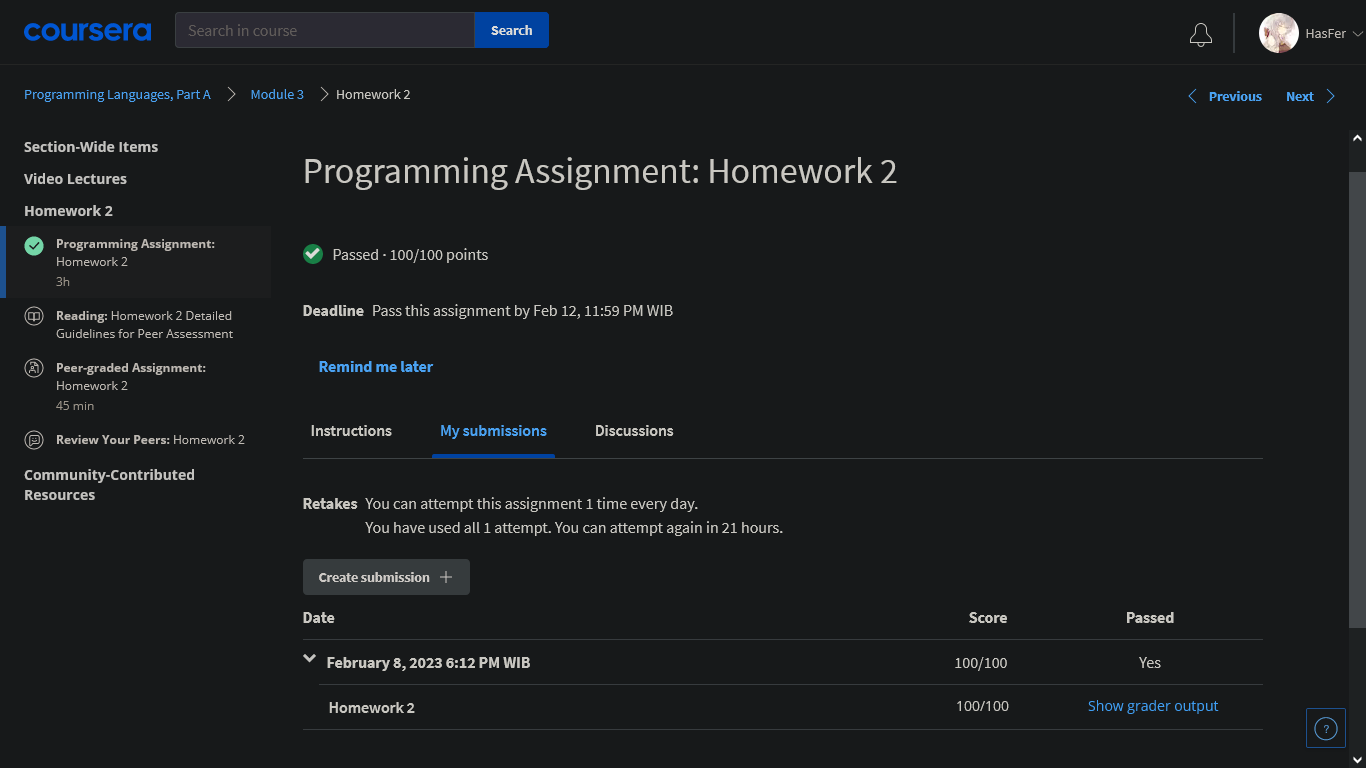 coursera
Search in course
Search
HasFer
Programming Languages, Part A
Module 3
Homework 2
Previous
Next
Section-Wide Items
Video Lectures
Homework 2
Programming Assignment:
Homework 2
3h
Reading: Homework 2 Detailed
Guidelines for Peer Assessment
Peer-graded Assignment:
Homework 2
45 min
Review Your Peers: Homework 2
Community-Contributed
Resources
Programming Assignment: Homework 2
Passed · 100/100 points
Deadline Pass this assignment by Feb 12, 11:59 PM WIB
Remind me later
Instructions
My submissions
Discussions
Retakes You can attempt this assignment 1 time every day.
You have used all 1 attempt. You can attempt again in 21 hours.
Create submission
Date Score Passed
February 8, 2023 6:12 PM WIB 100/100 Yes
Homework 2 100/100 Show grader output
?